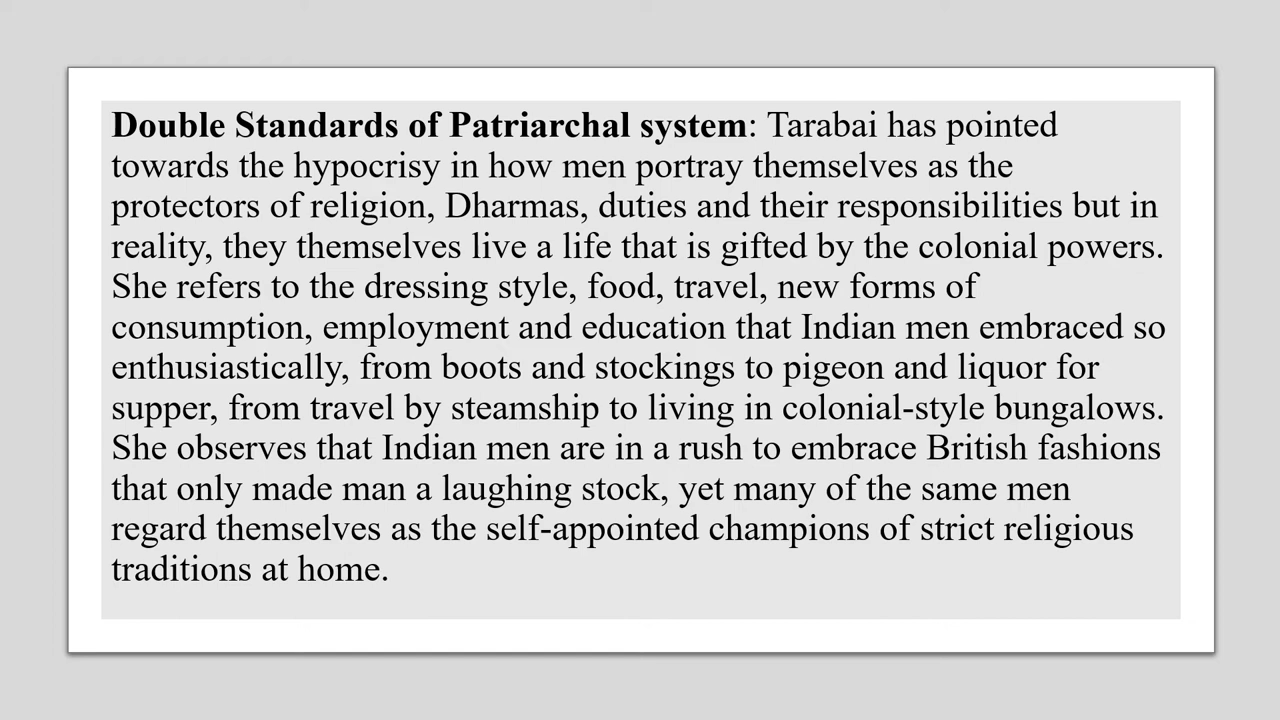 Double Standards of Patriarchal system: Tarabai has pointed
towards the hypocrisy in how men portray themselves as the
protectors of religion, Dharmas, duties and their responsibilities but in
reality, they themselves live a life that is gifted by the colonial powers.
She refers to the dressing style, food, travel, new forms of
consumption, employment and education that Indian men embraced so
enthusiastically, from boots and stockings to pigeon and liquor for
supper, from travel by steamship to living in colonial-style bungalows.
She observes that Indian men are in a rush to embrace British fashions
that only made man a laughing stock, yet many of the same men
regard themselves as the self-appointed champions of strict religious
traditions at home.